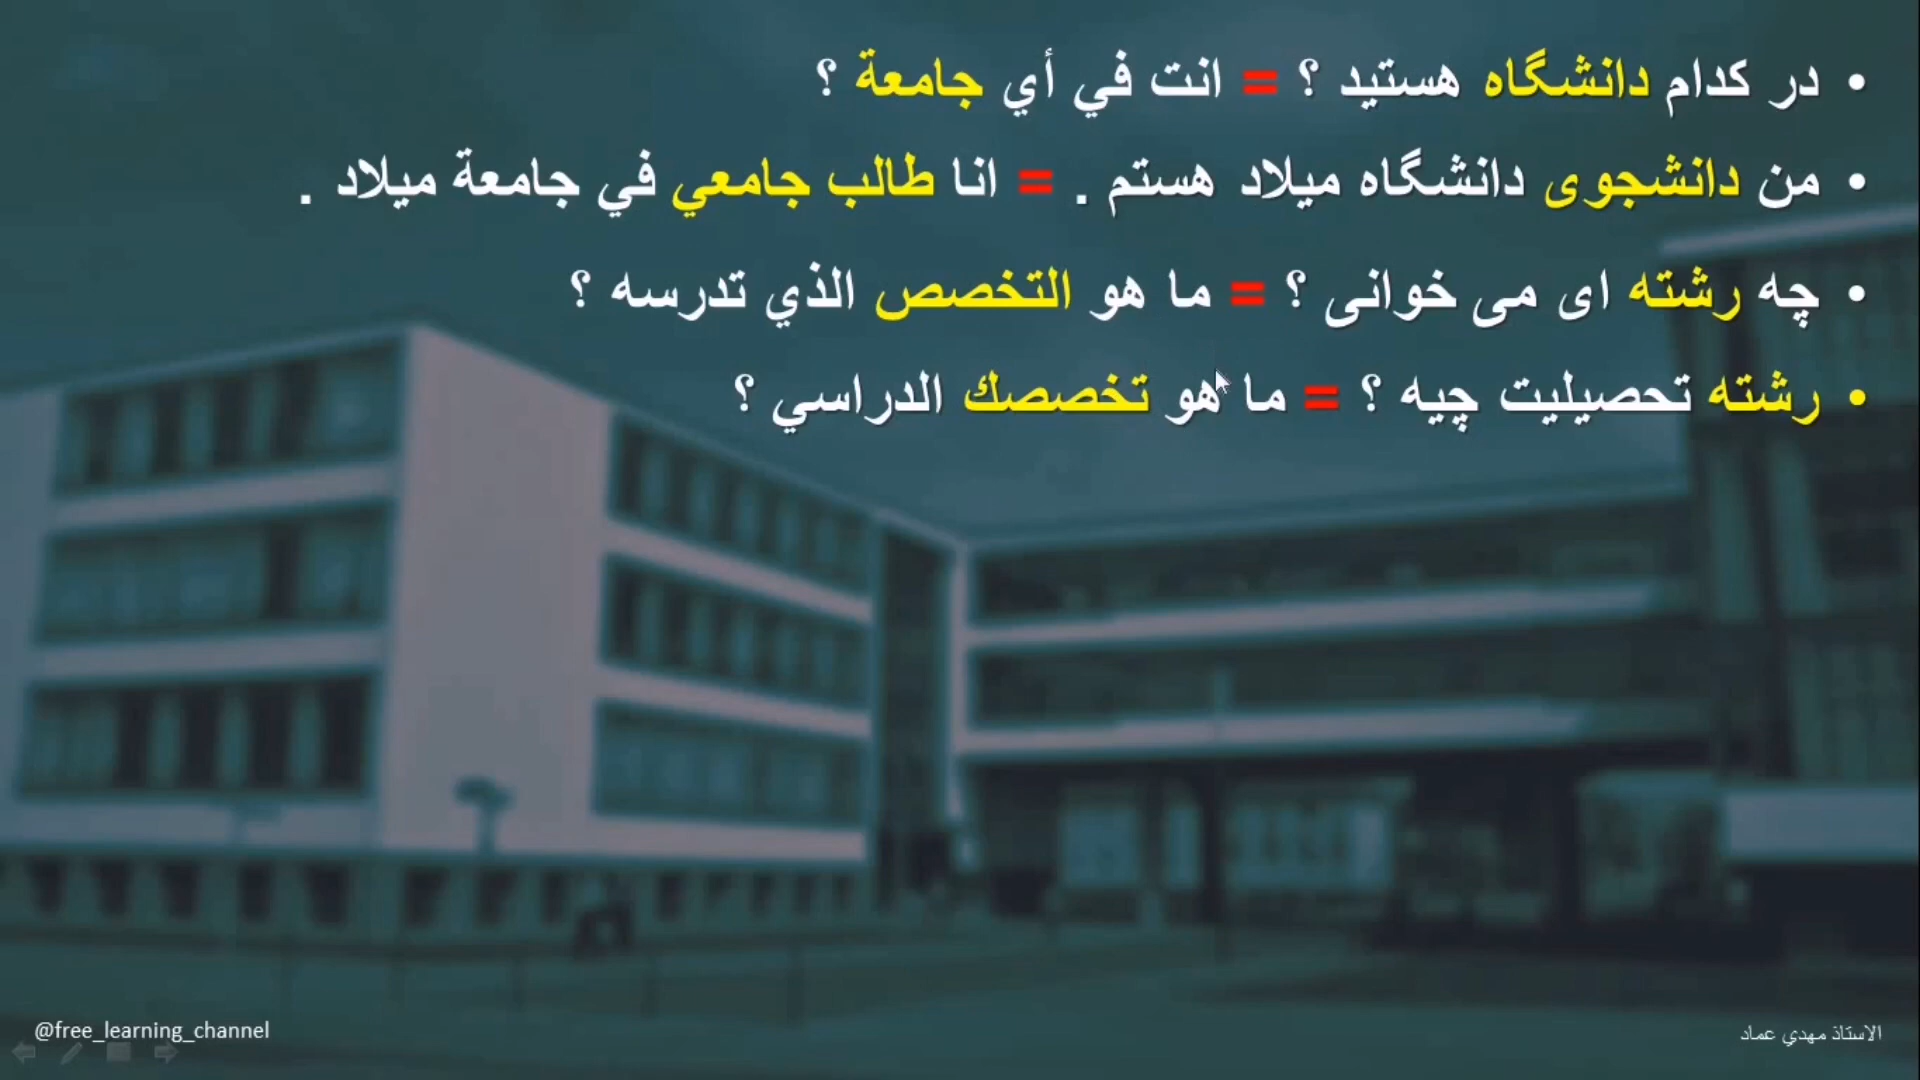 • در کدام دانشگاه هستید ؟ = انت في أي جامعة ؟
• من دانشجوی دانشگاه میلاد هستم . = انا طالب جامعي في جامعة ميلاد .
• چه رشته ای می خوانی ؟ = ما هو التخصص الذي تدرسه ؟
• رشته تحصیلیت چیه ؟ = ما هو تخصصك الدراسي ؟
@free_learning_channel
الاستاذ مهدي عماد